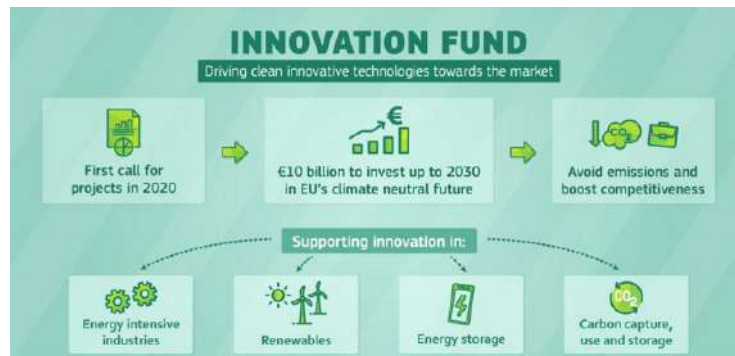 INNOVATION FUND
Driving clean innovative technologies towards the market
€
CO₂
First call for
projects in 2020
€10 billion to invest up to 2030
in EU's climate neutral future
Avoid emissions and
boost competitiveness
Supporting innovation in:
CO₂
Energy intensive
industries
Renewables
Energy storage
Carbon capture,
use and storage